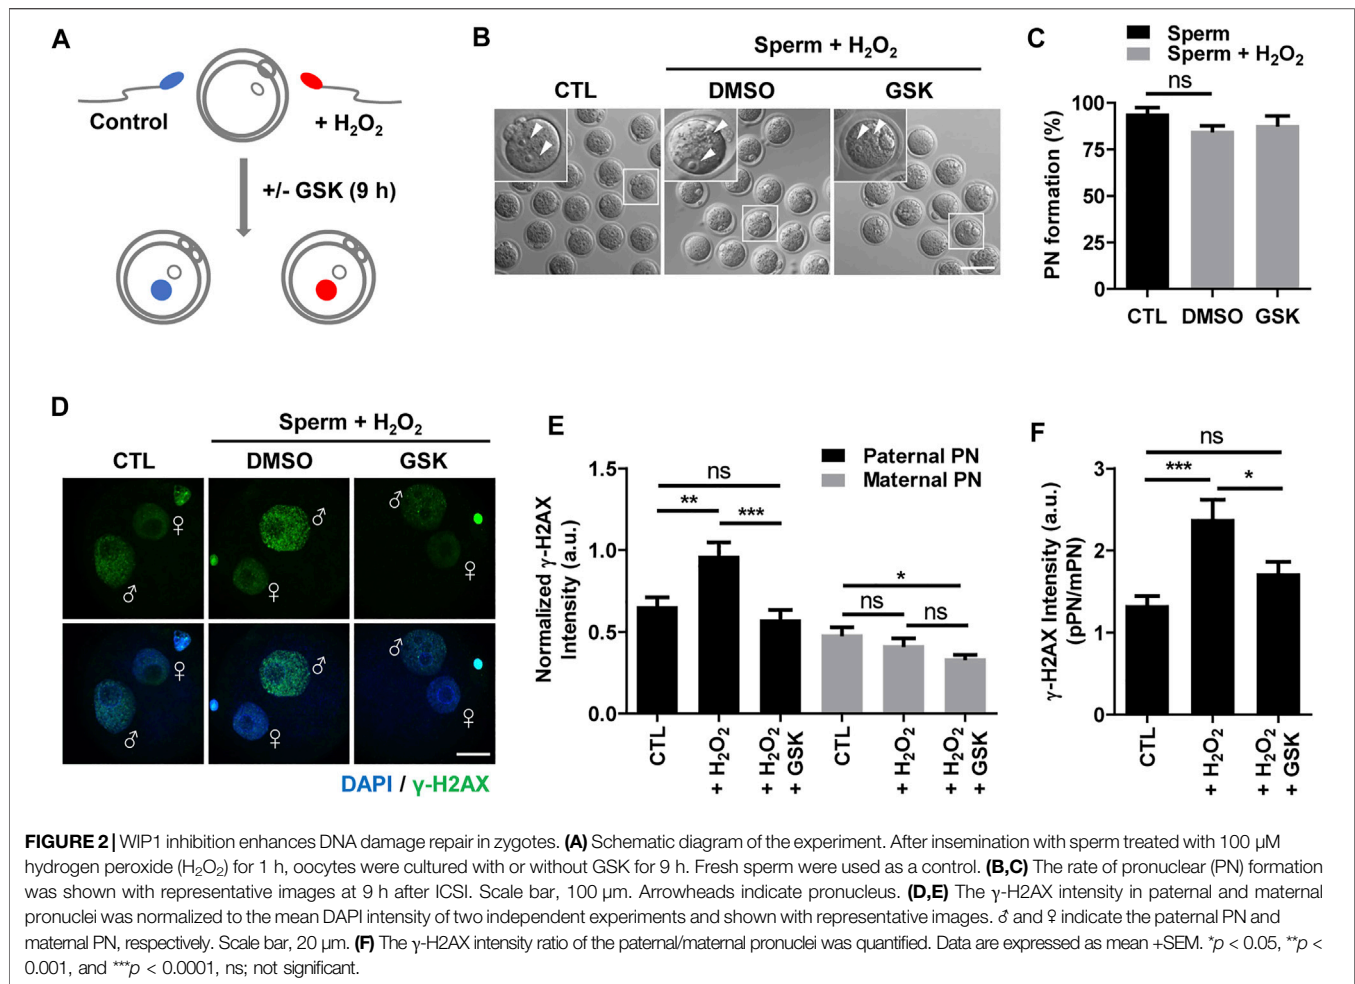 A
Control
+ H₂O₂
+/- GSK (9 h)
B
Sperm + H₂O₂
CTL
DMSO
GSK
C
Sperm
Sperm + H₂O₂
ns
PN formation (%)
100
75
50
25
0
CTL DMSO GSK
D
Sperm + H₂O₂
CTL
DMSO
GSK
♀
♂
♂
♀
♂
♀
♀
♂
♂
♀
♂
♀
DAPI / γ-H2AX
E
Paternal PN
Maternal PN
Normalized γ-H2AX
Intensity (a.u.)
1.5
1.0
0.5
0.0
ns
**
***
*
ns
ns
CTL
+ H₂O₂
+ H₂O₂
+ GSK
CTL
+ H₂O₂
+ H₂O₂
+ GSK
F
γ-H2AX Intensity (a.u.)
(pPN/mPN)
3
2
1
0
ns
***
*
CTL
+ H₂O₂
+ H₂O₂
+ GSK
FIGURE 2 | WIP1 inhibition enhances DNA damage repair in zygotes. (A) Schematic diagram of the experiment. After insemination with sperm treated with 100 μM
hydrogen peroxide (H₂O₂) for 1 h, oocytes were cultured with or without GSK for 9 h. Fresh sperm were used as a control. (B,C) The rate of pronuclear (PN) formation
was shown with representative images at 9 h after ICSI. Scale bar, 100 μm. Arrowheads indicate pronucleus. (D,E) The γ-H2AX intensity in paternal and maternal
pronuclei was normalized to the mean DAPI intensity of two independent experiments and shown with representative images. ♂ and ♀ indicate the paternal PN and
maternal PN, respectively. Scale bar, 20 μm. (F) The γ-H2AX intensity ratio of the paternal/maternal pronuclei was quantified. Data are expressed as mean +SEM. *p < 0.05, **p <
0.001, and ***p < 0.0001, ns; not significant.